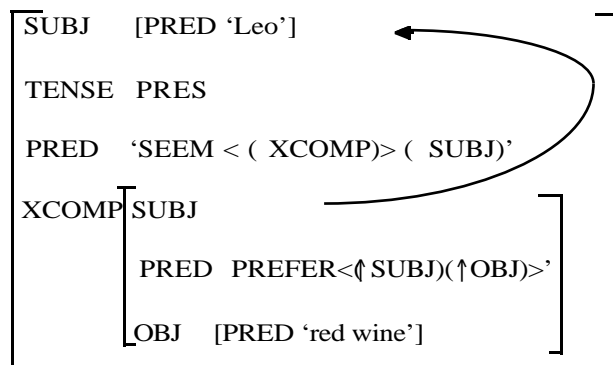 SUBJ [PRED ‘Leo’]
TENSE PRES
PRED ‘SEEM < ( XCOMP)> ( SUBJ)’
XCOMP SUBJ
PRED PREFER<(↑SUBJ)(↑OBJ)>’
OBJ [PRED ‘red wine’]